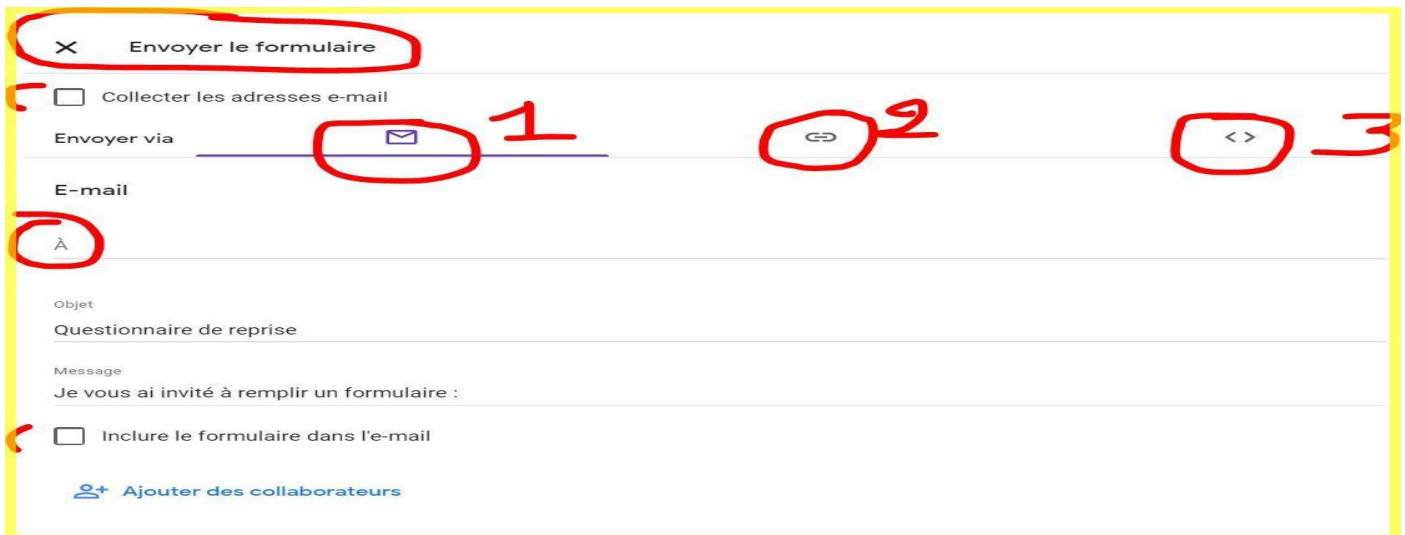 Envoyer le formulaire
Collecter les adresses e-mail
1 2
Envoyer via < > 3
E-mail
À
Objet
Questionnaire de reprise
Message
Je vous ai invité à remplir un formulaire :
Inclure le formulaire dans l'e-mail
Ajouter des collaborateurs